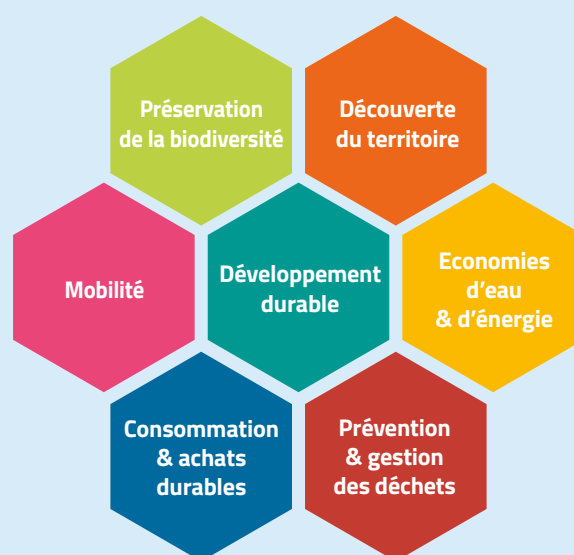 Préservation
de la biodiversité
Découverte
du territoire
Mobilité
Développement
durable
Economies
d'eau
& d'énergie
Consommation
& achats
durables
Prévention
& gestion
des déchets